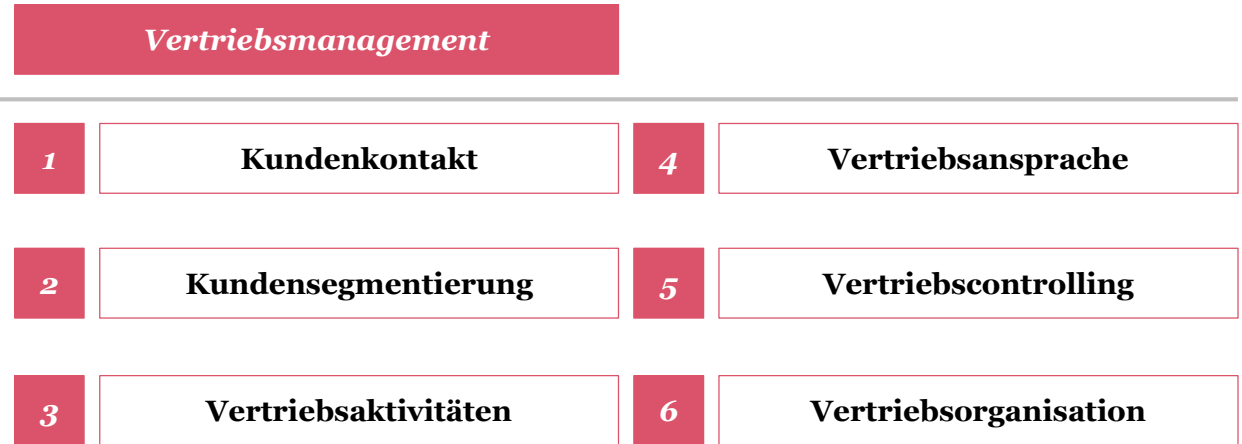 Vertriebsmanagement
1 Kundenkontakt
2 Kundensegmentierung
3 Vertriebsaktivitäten
4 Vertriebsansprache
5 Vertriebscontrolling
6 Vertriebsorganisation